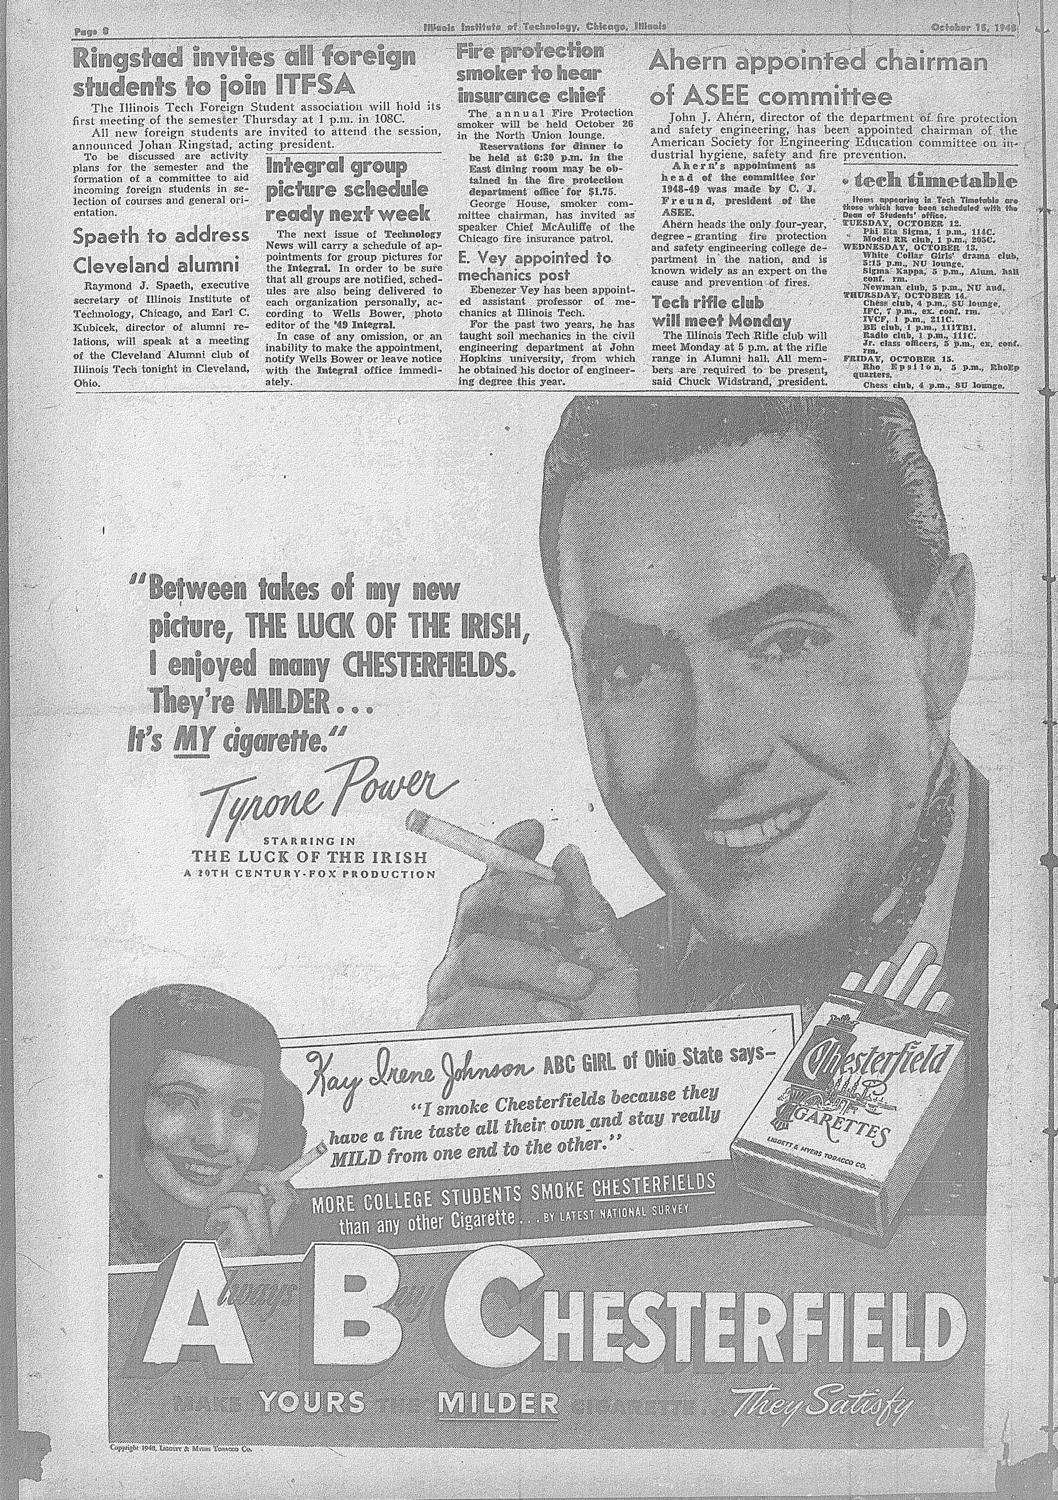 Page 8
Illinois Institute of Technology, Chicago, Illinois
October 15, 1948
Ringstad invites all foreign
students to join ITFSA
The Illinois Tech Foreign Student association will hold its
first meeting of the semester Thursday at 1 p.m. in 108C.
All new foreign students are invited to attend the session,
announced Johan Ringstad, acting president.
To be discussed are activity
plans for the semester and the
formation of a committee to aid
incoming foreign students in se-
lection of courses and general ori-
entation.
Spaeth to address
Cleveland alumni
Raymond J. Spaeth, executive
secretary of Illinois Institute of
Technology, Chicago, and Earl C.
Kubicek, director of alumni re-
lations, will speak at a meeting
of the Cleveland Alumni club of
Illinois Tech tonight in Cleveland,
Ohio.
Integral group
picture schedule
ready next week
The next issue of Technology
News will carry a schedule of ap-
pointments for group pictures for
the Integral. In order to be sure
that all groups are notified, sched-
ules are also being delivered to
each organization personally, ac-
cording to Wells Bower, photo
editor of the '49 Integral.
In case of any omission, or an
inability to make the appointment,
notify Wells Bower or leave notice
with the Integral office immedi-
ately.
Fire protection
smoker to hear
insurance chief
The annual Fire Protection
smoker will be held October 26
in the North Union lounge.
Reservations for dinner to
be held at 6:30 p.m. in the
East dining room may be ob-
tained in the fire protection
department office for $1.75.
George House, smoker com-
mittee chairman, has invited as
speaker Chief McAuliffe of the
Chicago fire insurance patrol.
E. Vey appointed to
mechanics post
Ebenezer Vey has been appoint-
ed assistant professor of me-
chanics at Illinois Tech.
For the past two years, he has
taught soil mechanics in the civil
engineering department at John
Hopkins university, from which
he obtained his doctor of engineer-
ing degree this year.
Ahern appointed chairman
of ASEE committee
John J. Ahern, director of the department of fire protection
and safety engineering, has been appointed chairman of the
American Society for Engineering Education committee on in-
dustrial hygiene, safety and fire prevention.
Ahern's appointment as
head of the committee for
1948-49 was made by C. J.
Freund, president of the
ASEE.
Ahern heads the only four-year,
degree-granting fire protection
and safety engineering college de-
partment in the nation, and is
known widely as an expert on the
cause and prevention of fires.
Tech rifle club
will meet Monday
The Illinois Tech Rifle club will
meet Monday at 5 p.m. at the rifle
range in Alumni hall. All mem-
bers are required to be present,
said Chuck Widstrand, president.
tech timetable
Items appearing in Tech Timetable are
those which have been scheduled with the
Dean of Students' office.
TUESDAY, OCTOBER 12.
Phi Eta Sigma, 1 p.m., 114C.
Model RR club, 1 p.m., 205C.
WEDNESDAY, OCTOBER 13.
White Collar Girls' drama club,
5:15 p.m., NU lounge.
Sigma Kappa, 5 p.m., Alum. hall
conf. rm.
Newman club, 5 p.m., NU aud.
THURSDAY, OCTOBER 14.
Chess club, 4 p.m., SU lounge.
IFC, 7 p.m., ex. conf. rm.
IVCF, 1 p.m., 211C.
BE club, 1 p.m., 111TB1.
Radio club, 1 p.m., 111C.
Jr. class officers, 5 p.m., ex. conf.
rm.
FRIDAY, OCTOBER 15.
Rho Epsilon, 5 p.m., RhoEp
quarters.
Chess club, 4 p.m., SU lounge.
"Between takes of my new
picture, THE LUCK OF THE IRISH,
I enjoyed many CHESTERFIELDS.
They're MILDER...
It's MY cigarette."
Tyrone Power
STARRING IN
THE LUCK OF THE IRISH
A 20TH CENTURY-FOX PRODUCTION
Kay Irene Johnson ABC GIRL of Ohio State says–
"I smoke Chesterfields because they
have a fine taste all their own and stay really
MILD from one end to the other."
Chesterfield
CIGARETTES
LIGGETT & MYERS TOBACCO CO.
MORE COLLEGE STUDENTS SMOKE CHESTERFIELDS
than any other Cigarette...BY LATEST NATIONAL SURVEY
Always Buy CHESTERFIELD
MAKE YOURS THE MILDER CIGARETTE... They Satisfy
Copyright 1948, LIGGETT & MYERS TOBACCO CO.